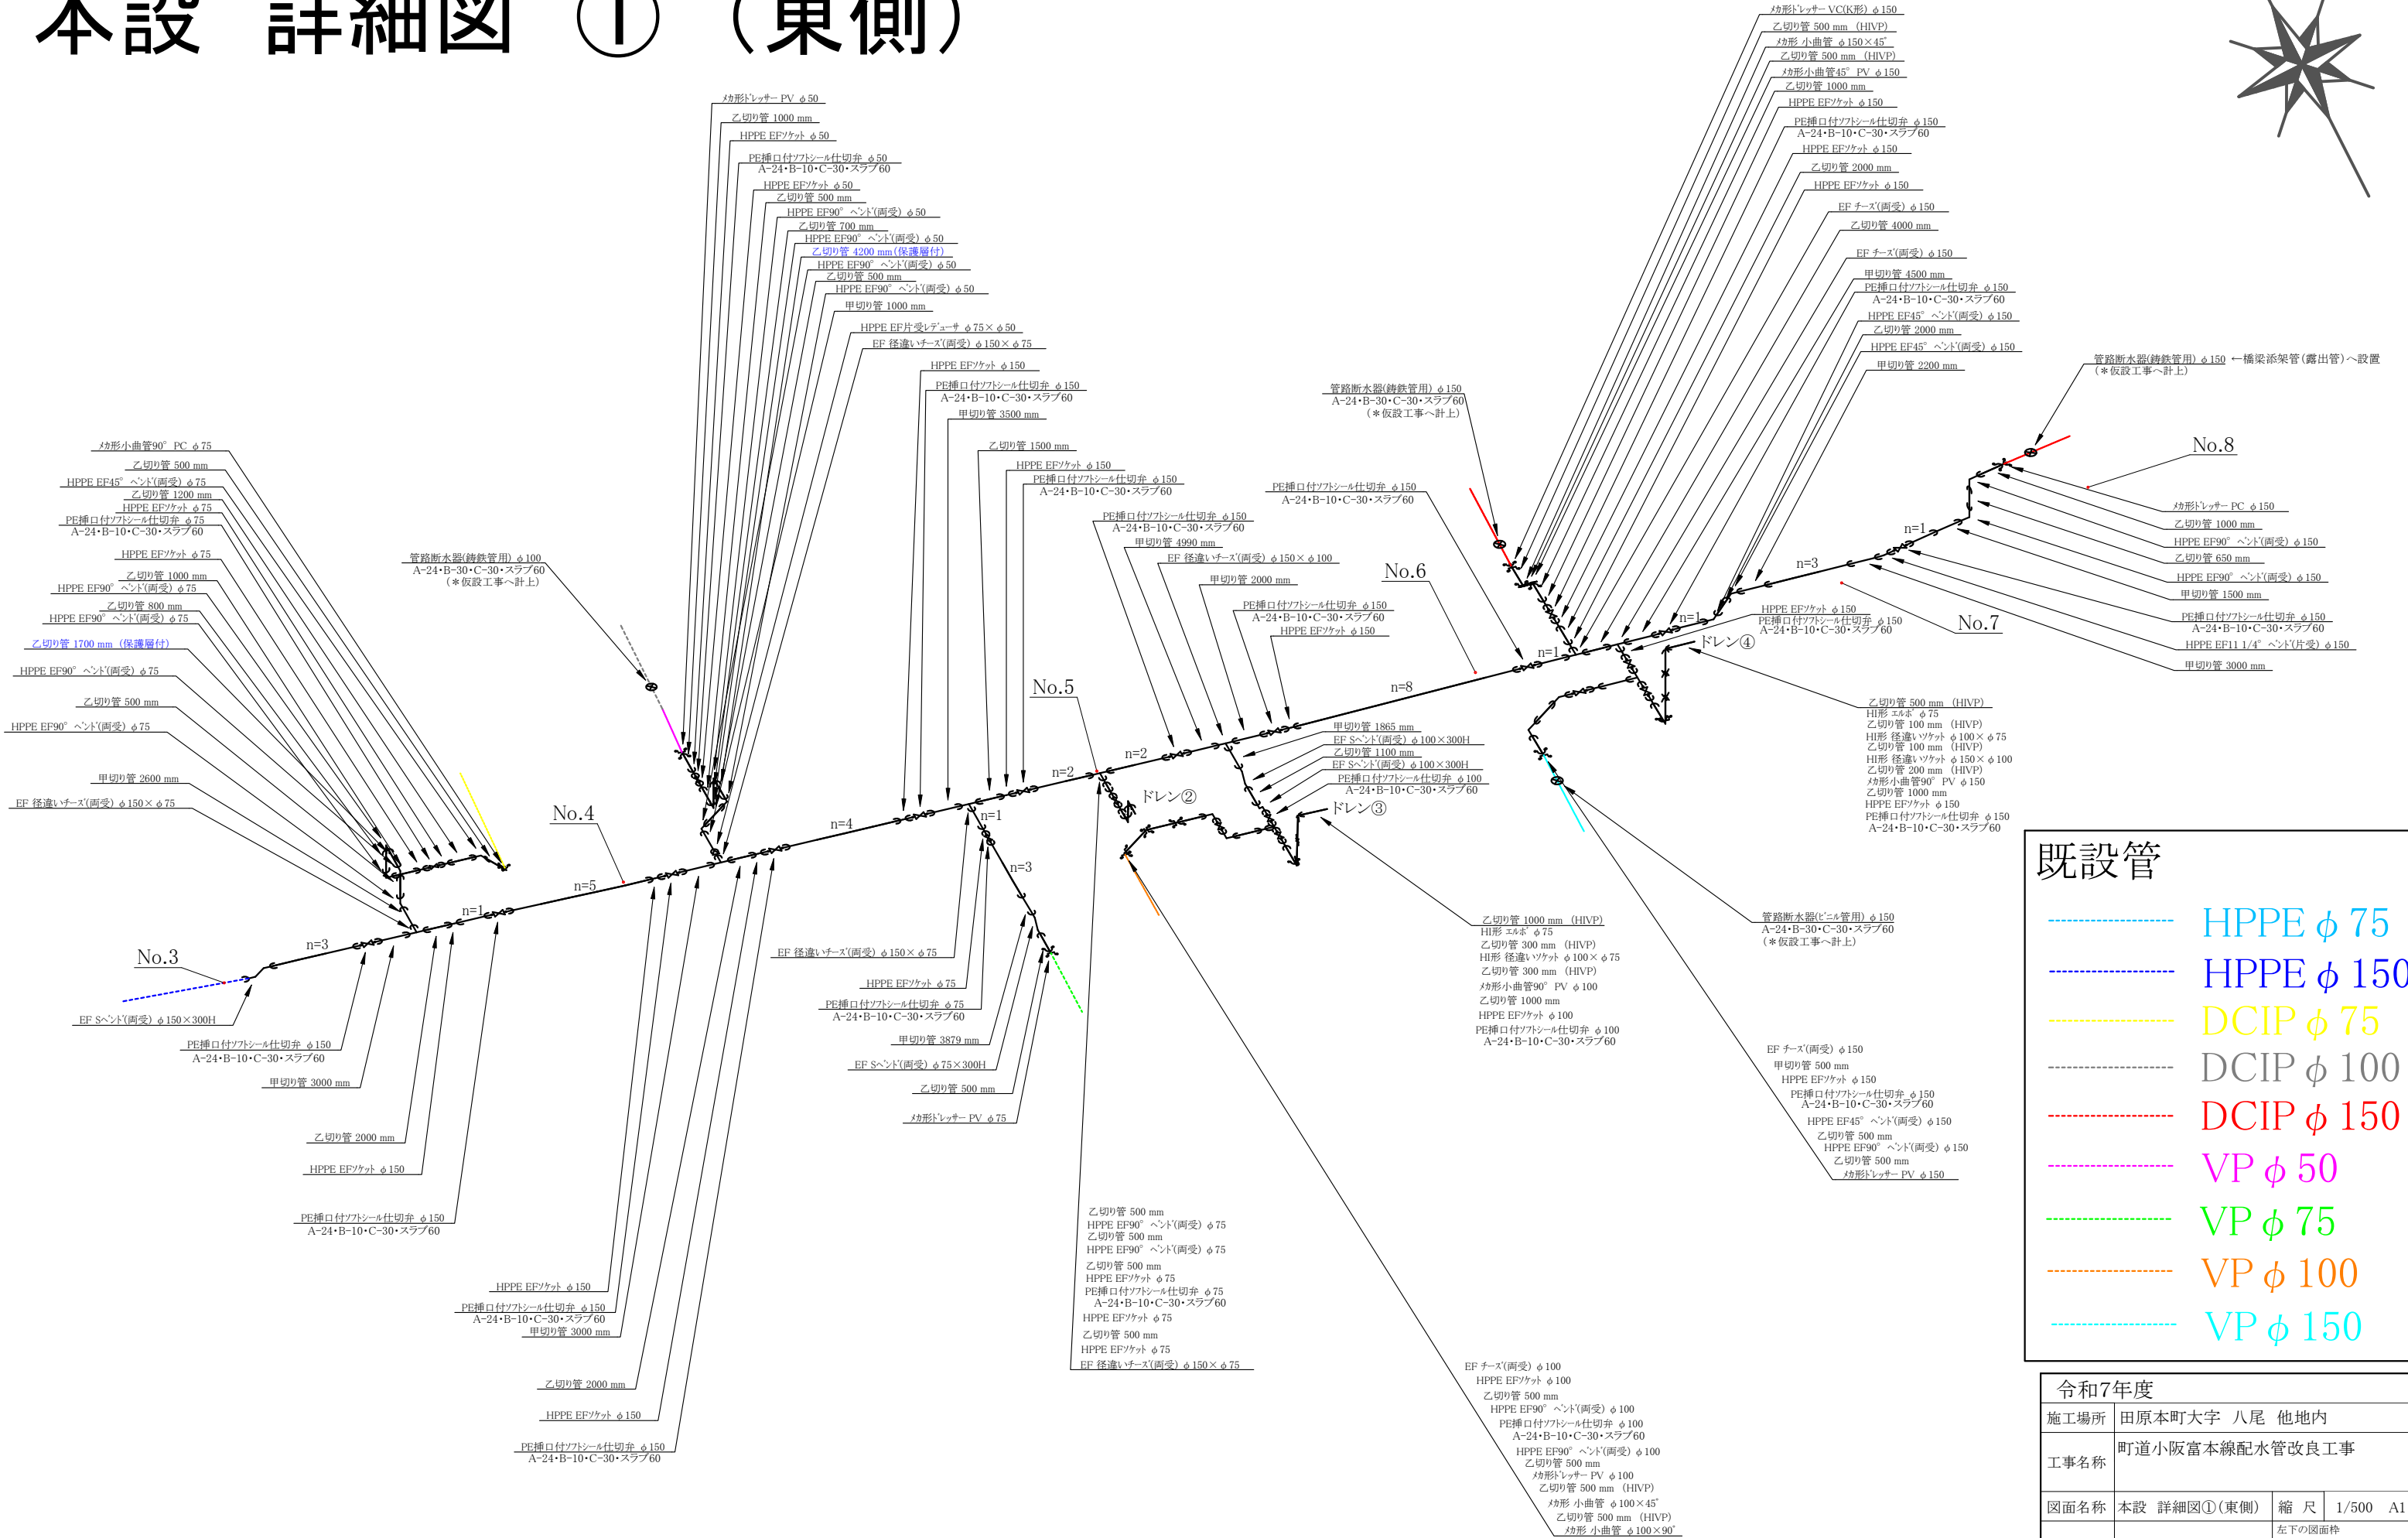 本設 詳細図 ① (東側)
メカ形ドレッサー PV φ50
乙切り管 1000 mm
HPPE EFソケット φ50
PE挿口付ソフトシール仕切弁 φ50
A-24・B-10・C-30・スラブ60
HPPE EFソケット φ50
乙切り管 500 mm
HPPE EF90° ベンド(両受) φ50
乙切り管 700 mm
HPPE EF90° ベンド(両受) φ50
乙切り管 4200 mm(保護層付)
HPPE EF90° ベンド(両受) φ50
乙切り管 500 mm
HPPE EF90° ベンド(両受) φ50
甲切り管 1000 mm
HPPE EF片受レデューサ φ75×φ50
EF 径違いチーズ(両受) φ150×φ75
HPPE EFソケット φ150
PE挿口付ソフトシール仕切弁 φ150
A-24・B-10・C-30・スラブ60
甲切り管 3500 mm
乙切り管 1500 mm
HPPE EFソケット φ150
PE挿口付ソフトシール仕切弁 φ150
A-24・B-10・C-30・スラブ60
PE挿口付ソフトシール仕切弁 φ150
A-24・B-10・C-30・スラブ60
甲切り管 4990 mm
EF 径違いチーズ(両受) φ150×φ100
甲切り管 2000 mm
PE挿口付ソフトシール仕切弁 φ150
A-24・B-10・C-30・スラブ60
HPPE EFソケット φ150
管路断水器(鋳鉄管用) φ150
A-24・B-30・C-30・スラブ60
(*仮設工事へ計上)
PE挿口付ソフトシール仕切弁 φ150
A-24・B-10・C-30・スラブ60
メカ形ドレッサー VC(K形) φ150
乙切り管 500 mm (HIVP)
メカ形 小曲管 φ150×45°
乙切り管 500 mm (HIVP)
メカ形小曲管45° PV φ150
乙切り管 1000 mm
HPPE EFソケット φ150
PE挿口付ソフトシール仕切弁 φ150
A-24・B-10・C-30・スラブ60
HPPE EFソケット φ150
乙切り管 2000 mm
HPPE EFソケット φ150
EF チーズ(両受) φ150
乙切り管 4000 mm
EF チーズ(両受) φ150
甲切り管 4500 mm
PE挿口付ソフトシール仕切弁 φ150
A-24・B-10・C-30・スラブ60
HPPE EF45° ベンド(両受) φ150
乙切り管 2000 mm
HPPE EF45° ベンド(両受) φ150
甲切り管 2200 mm
管路断水器(鋳鉄管用) φ150 ←橋梁添架管(露出管)へ設置
(*仮設工事へ計上)
No.8
メカ形ドレッサー PC φ150
乙切り管 1000 mm
HPPE EF90° ベンド(両受) φ150
乙切り管 650 mm
HPPE EF90° ベンド(両受) φ150
甲切り管 1500 mm
PE挿口付ソフトシール仕切弁 φ150
A-24・B-10・C-30・スラブ60
HPPE EF11 1/4° ベンド(片受) φ150
甲切り管 3000 mm
メカ形小曲管90° PC φ75
乙切り管 500 mm
HPPE EF45° ベンド(両受) φ75
乙切り管 1200 mm
HPPE EFソケット φ75
PE挿口付ソフトシール仕切弁 φ75
A-24・B-10・C-30・スラブ60
HPPE EFソケット φ75
乙切り管 1000 mm
HPPE EF90° ベンド(両受) φ75
乙切り管 800 mm
HPPE EF90° ベンド(両受) φ75
乙切り管 1700 mm (保護層付)
HPPE EF90° ベンド(両受) φ75
乙切り管 500 mm
HPPE EF90° ベンド(両受) φ75
甲切り管 2600 mm
EF 径違いチーズ(両受) φ150×φ75
管路断水器(鋳鉄管用) φ100
A-24・B-30・C-30・スラブ60
(*仮設工事へ計上)
No.3
No.4
No.5
No.6
No.7
n=3
n=1
n=5
n=4
n=1
n=3
n=2
n=2
n=8
n=1
n=1
n=3
n=1
ドレン②
ドレン③
ドレン④
HPPE EFソケット φ150
PE挿口付ソフトシール仕切弁 φ150
A-24・B-10・C-30・スラブ60
甲切り管 1865 mm
EF Sベンド(両受) φ100×300H
乙切り管 1100 mm
EF Sベンド(両受) φ100×300H
PE挿口付ソフトシール仕切弁 φ100
A-24・B-10・C-30・スラブ60
乙切り管 500 mm (HIVP)
HI形 エルボ φ75
乙切り管 100 mm (HIVP)
HI形 径違いソケット φ100×φ75
乙切り管 100 mm (HIVP)
HI形 径違いソケット φ150×φ100
乙切り管 200 mm (HIVP)
メカ形小曲管90° PV φ150
乙切り管 1000 mm
HPPE EFソケット φ150
PE挿口付ソフトシール仕切弁 φ150
A-24・B-10・C-30・スラブ60
EF Sベンド(両受) φ150×300H
PE挿口付ソフトシール仕切弁 φ150
A-24・B-10・C-30・スラブ60
甲切り管 3000 mm
乙切り管 2000 mm
HPPE EFソケット φ150
PE挿口付ソフトシール仕切弁 φ150
A-24・B-10・C-30・スラブ60
HPPE EFソケット φ150
PE挿口付ソフトシール仕切弁 φ150
A-24・B-10・C-30・スラブ60
甲切り管 3000 mm
乙切り管 2000 mm
HPPE EFソケット φ150
PE挿口付ソフトシール仕切弁 φ150
A-24・B-10・C-30・スラブ60
EF 径違いチーズ(両受) φ150×φ75
HPPE EFソケット φ75
PE挿口付ソフトシール仕切弁 φ75
A-24・B-10・C-30・スラブ60
甲切り管 3879 mm
EF Sベンド(両受) φ75×300H
乙切り管 500 mm
メカ形ドレッサー PV φ75
乙切り管 500 mm
HPPE EF90° ベンド(両受) φ75
乙切り管 500 mm
HPPE EF90° ベンド(両受) φ75
乙切り管 500 mm
HPPE EFソケット φ75
PE挿口付ソフトシール仕切弁 φ75
A-24・B-10・C-30・スラブ60
HPPE EFソケット φ75
乙切り管 500 mm
HPPE EFソケット φ75
EF 径違いチーズ(両受) φ150×φ75
乙切り管 1000 mm (HIVP)
HI形 エルボ φ75
乙切り管 300 mm (HIVP)
HI形 径違いソケット φ100×φ75
乙切り管 300 mm (HIVP)
メカ形小曲管90° PV φ100
乙切り管 1000 mm
HPPE EFソケット φ100
PE挿口付ソフトシール仕切弁 φ100
A-24・B-10・C-30・スラブ60
管路断水器(ビニル管用) φ150
A-24・B-30・C-30・スラブ60
(*仮設工事へ計上)
EF チーズ(両受) φ150
甲切り管 500 mm
HPPE EFソケット φ150
PE挿口付ソフトシール仕切弁 φ150
A-24・B-10・C-30・スラブ60
HPPE EF45° ベンド(両受) φ150
乙切り管 500 mm
HPPE EF90° ベンド(両受) φ150
乙切り管 500 mm
メカ形ドレッサー PV φ150
EF チーズ(両受) φ100
HPPE EFソケット φ100
乙切り管 500 mm
HPPE EF90° ベンド(両受) φ100
PE挿口付ソフトシール仕切弁 φ100
A-24・B-10・C-30・スラブ60
HPPE EF90° ベンド(両受) φ100
乙切り管 500 mm
メカ形ドレッサー PV φ100
乙切り管 500 mm (HIVP)
メカ形 小曲管 φ100×45°
乙切り管 500 mm (HIVP)
メカ形 小曲管 φ100×90°
既設管
HPPE φ75
HPPE φ150
DCIP φ75
DCIP φ100
DCIP φ150
VP φ50
VP φ75
VP φ100
VP φ150
令和7年度
施工場所 田原本町大字 八尾 他地内
工事名称 町道小阪富本線配水管改良工事
図面名称 本設 詳細図①(東側) 縮 尺 1/500 A1
左下の図面枠